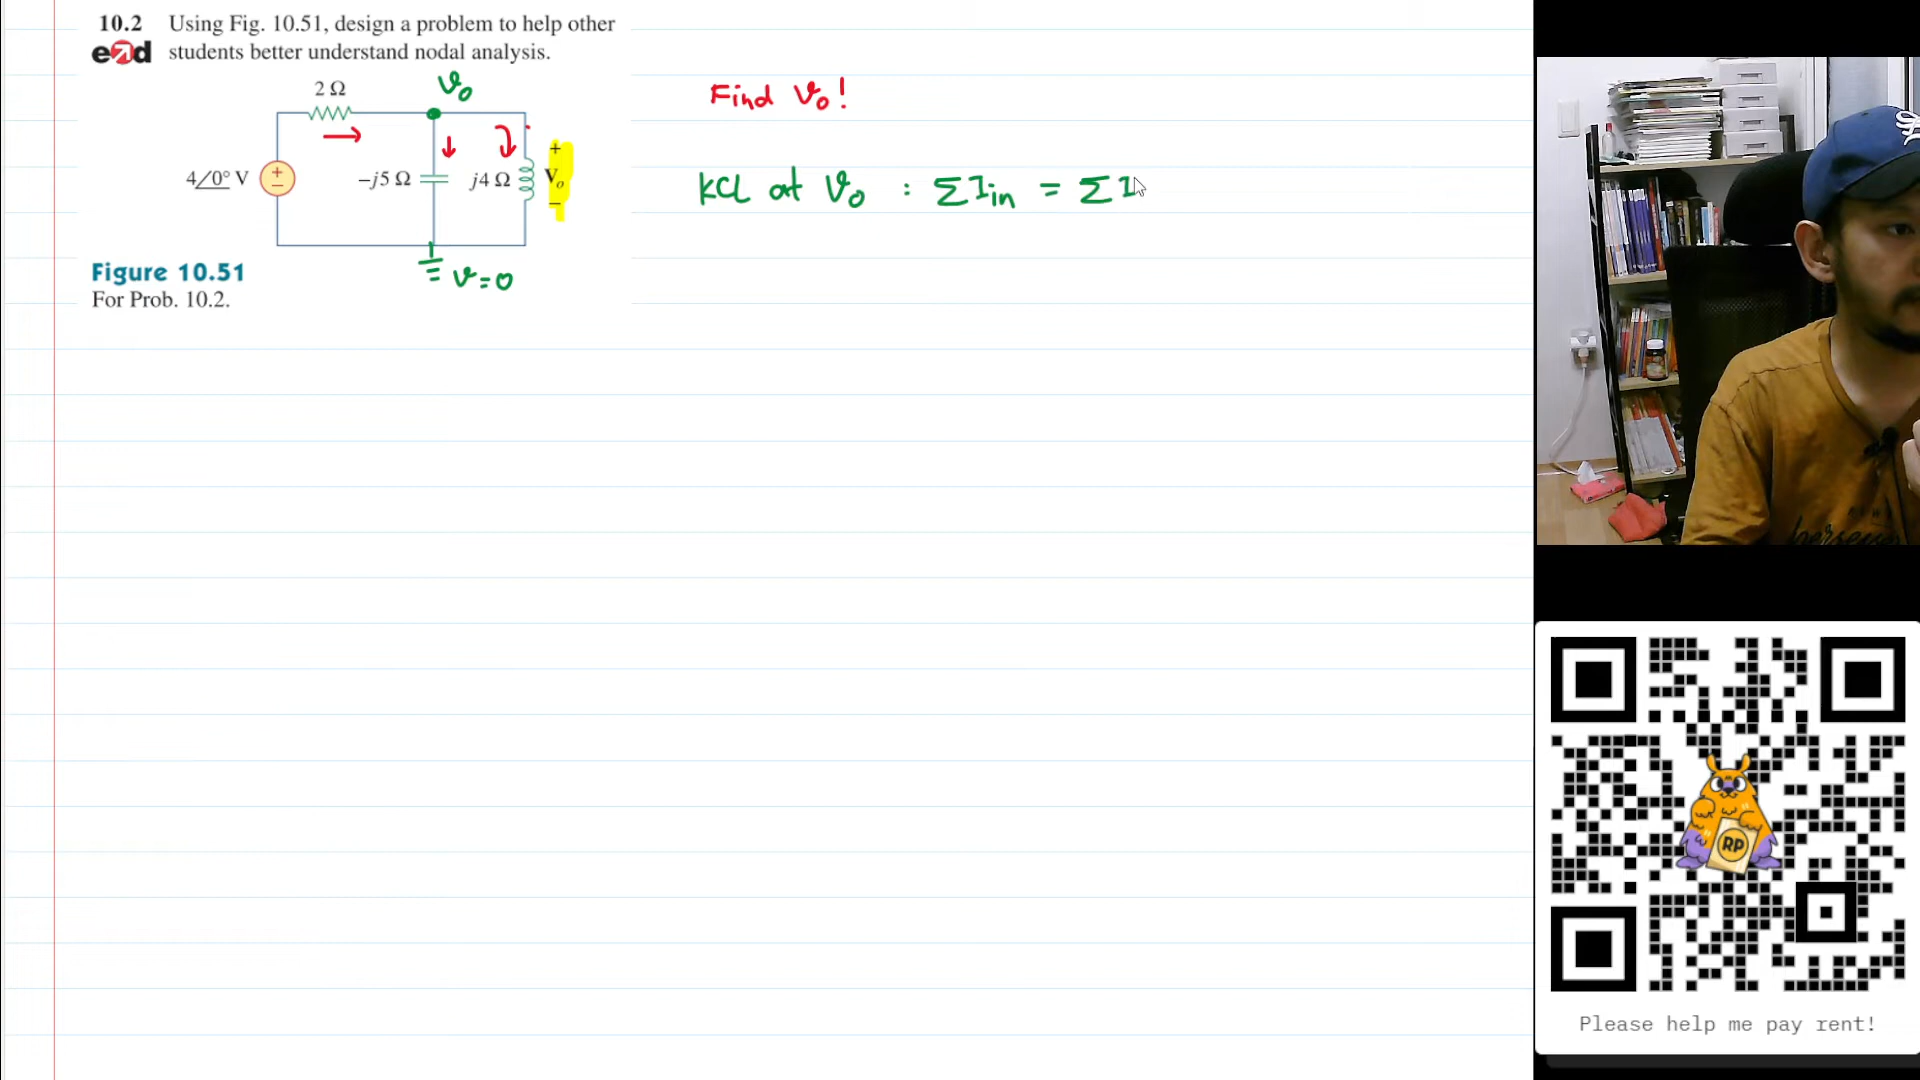 10.2 Using Fig. 10.51, design a problem to help other
ead students better understand nodal analysis.
2 Ω
v₀
4/0° V
+
−
−j5 Ω
j4 Ω
+
Vₒ
−
v=0
Figure 10.51
For Prob. 10.2.
Find v₀!
KCL at v₀ : ΣIin = ΣI
RP
Please help me pay rent!